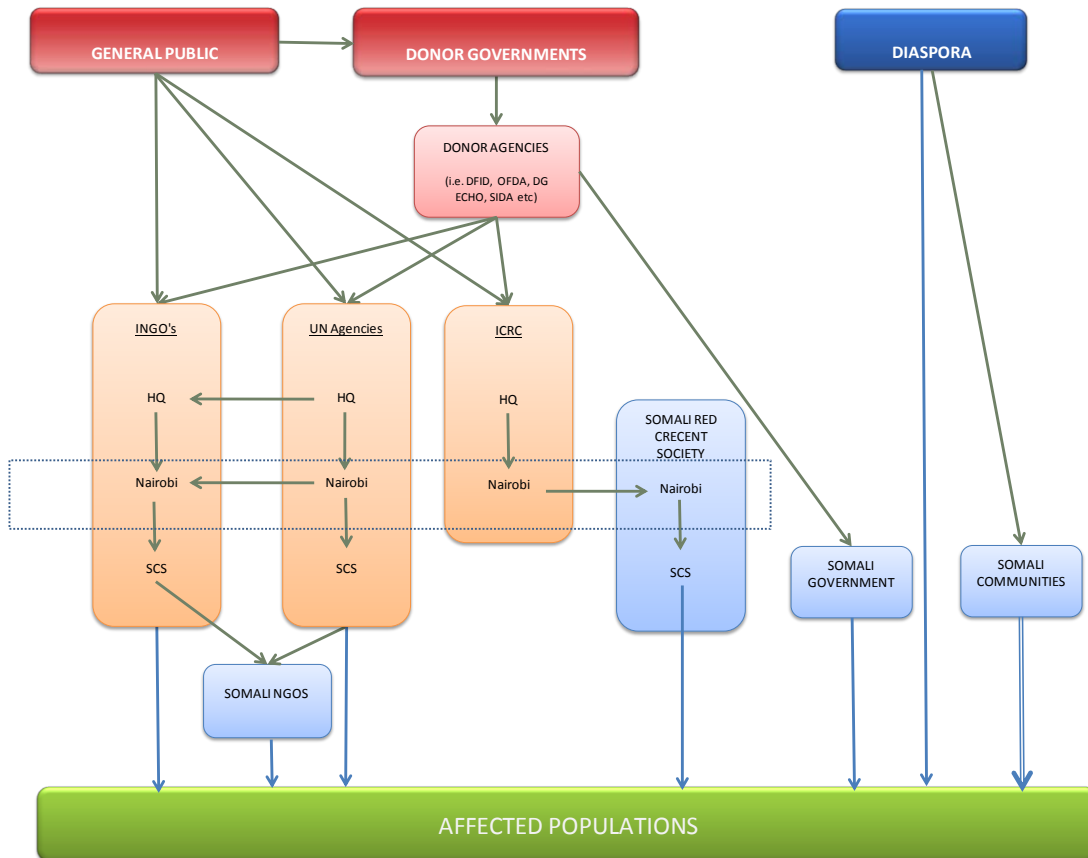 GENERAL PUBLIC
DONOR GOVERNMENTS
DIASPORA
DONOR AGENCIES
(i.e. DFID, OFDA, DG
ECHO, SIDA etc)
INGO's
UN Agencies
ICRC
HQ
HQ
HQ
SOMALI RED
CRECENT
SOCIETY
Nairobi
Nairobi
Nairobi
Nairobi
SCS
SCS
SCS
SOMALI
GOVERNMENT
SOMALI
COMMUNITIES
SOMALI NGOS
AFFECTED POPULATIONS